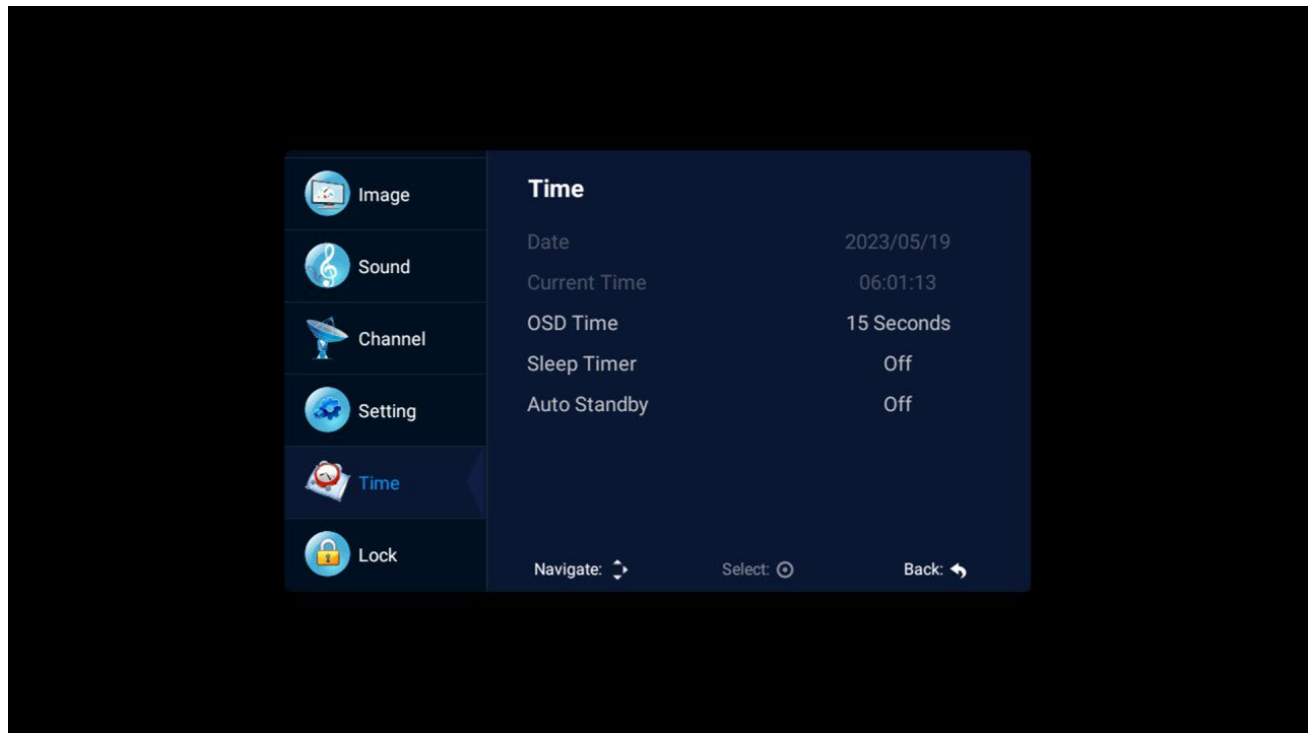 Image
Sound
Channel
Setting
Time
Lock
Time
Date 2023/05/19
Current Time 06:01:13
OSD Time 15 Seconds
Sleep Timer Off
Auto Standby Off
Navigate: Select: Back: